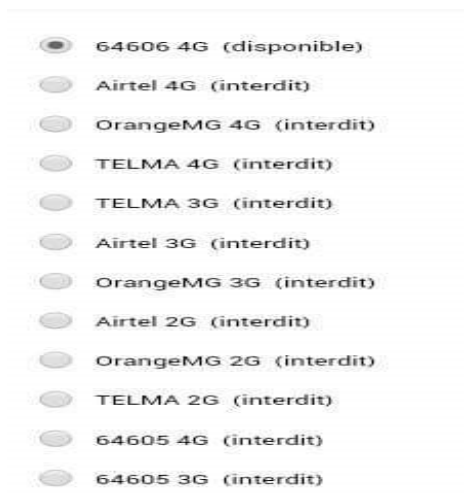 64606 4G (disponible)
Airtel 4G (interdit)
OrangeMG 4G (interdit)
TELMA 4G (interdit)
TELMA 3G (interdit)
Airtel 3G (interdit)
OrangeMG 3G (interdit)
Airtel 2G (interdit)
OrangeMG 2G (interdit)
TELMA 2G (interdit)
64605 4G (interdit)
64605 3G (interdit)